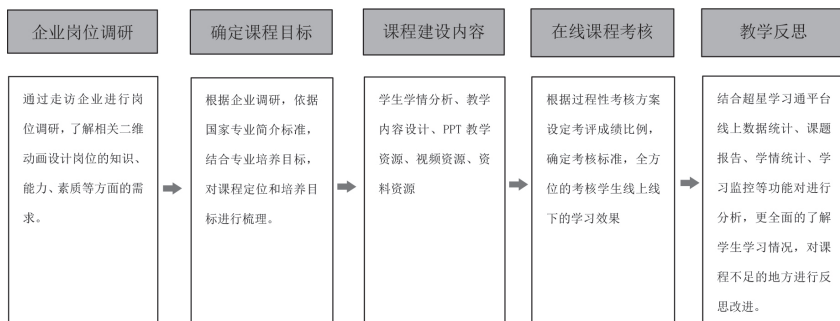 企业岗位调研
确定课程目标
课程建设内容
在线课程考核
教学反思
通过走访企业进行岗
位调研，了解相关二维
动画设计岗位的知识、
能力、素质等方面的需
求。
根据企业调研，依据
国家专业简介标准，
结合专业培养目标，
对课程定位和培养目
标进行梳理。
学生学情分析、教学
内容设计、PPT 教学
资源、视频资源、资
料资源
根据过程性考核方案
设定考评成绩比例，
确定考核标准，全方
位的考核学生线上线
下的学习效果
结合超星学习通平台
线上数据统计、课题
报告、学情统计、学
习监控等功能对进行
分析，更全面的了解
学生学习情况，对课
程不足的地方进行反
思改进。